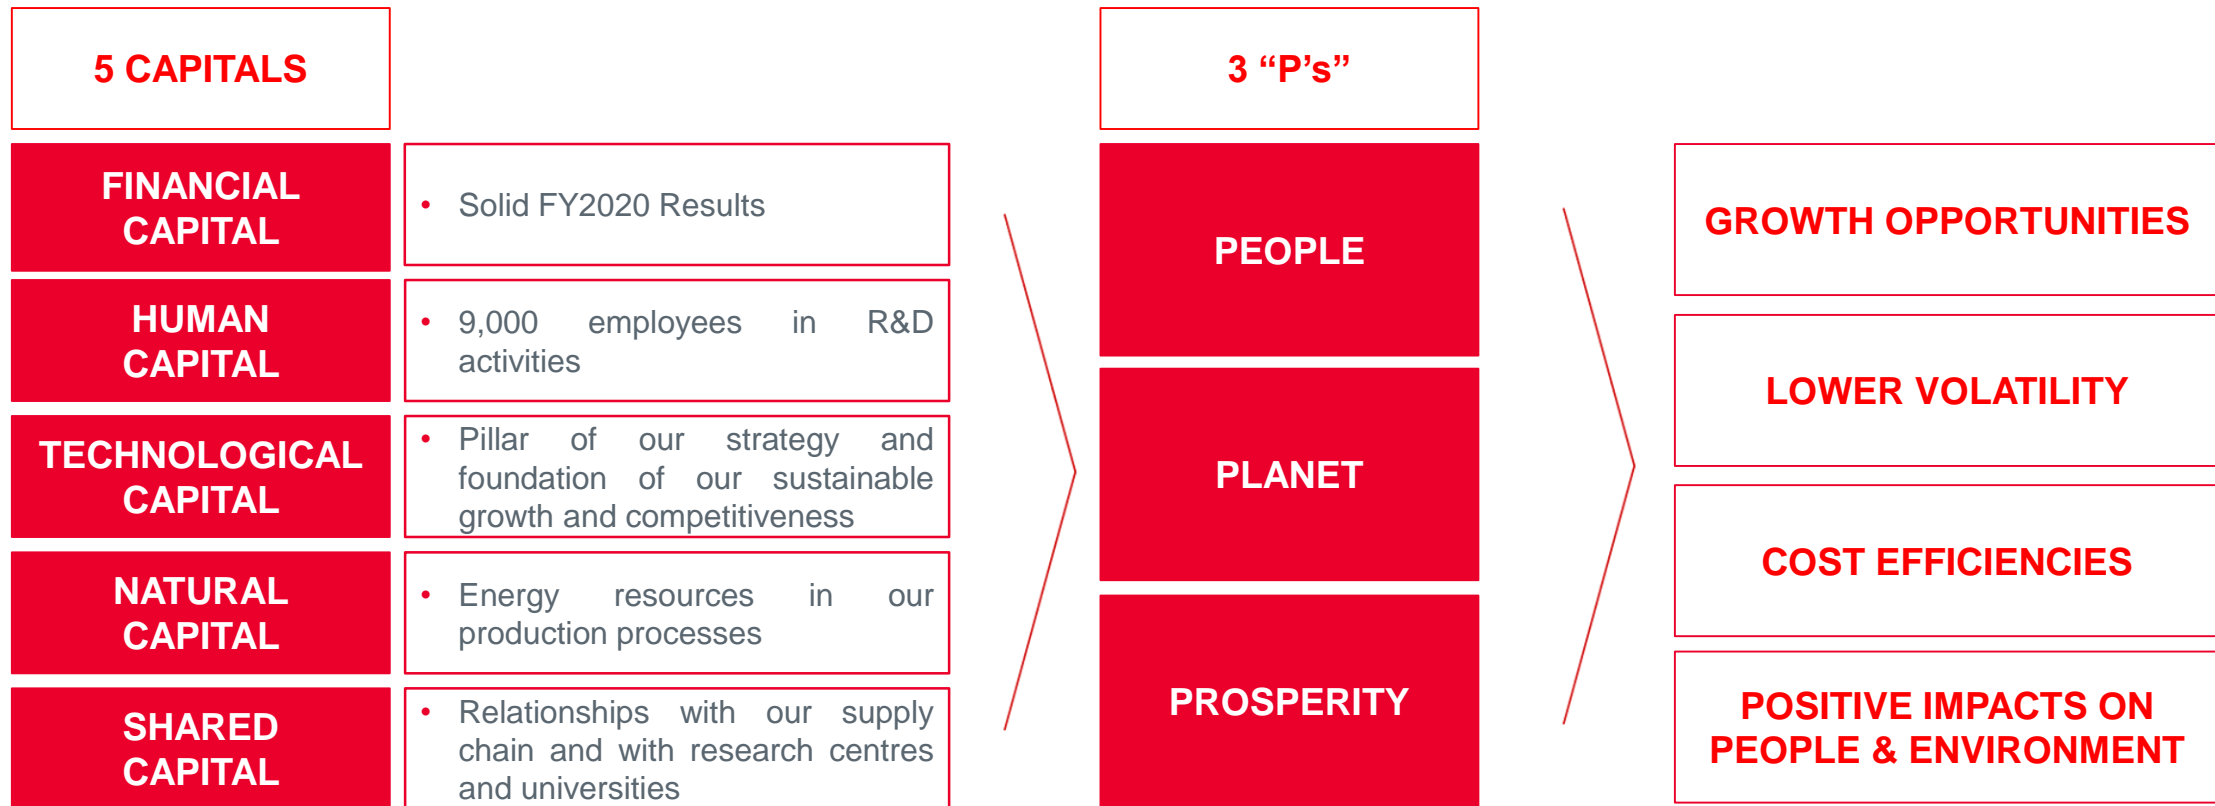 5 CAPITALS
3 “P’s”
FINANCIAL
CAPITAL
• Solid FY2020 Results
HUMAN
CAPITAL
• 9,000 employees in R&D
activities
TECHNOLOGICAL
CAPITAL
• Pillar of our strategy and
foundation of our sustainable
growth and competitiveness
NATURAL
CAPITAL
• Energy resources in our
production processes
SHARED
CAPITAL
• Relationships with our supply
chain and with research centres
and universities
PEOPLE
PLANET
PROSPERITY
GROWTH OPPORTUNITIES
LOWER VOLATILITY
COST EFFICIENCIES
POSITIVE IMPACTS ON
PEOPLE & ENVIRONMENT